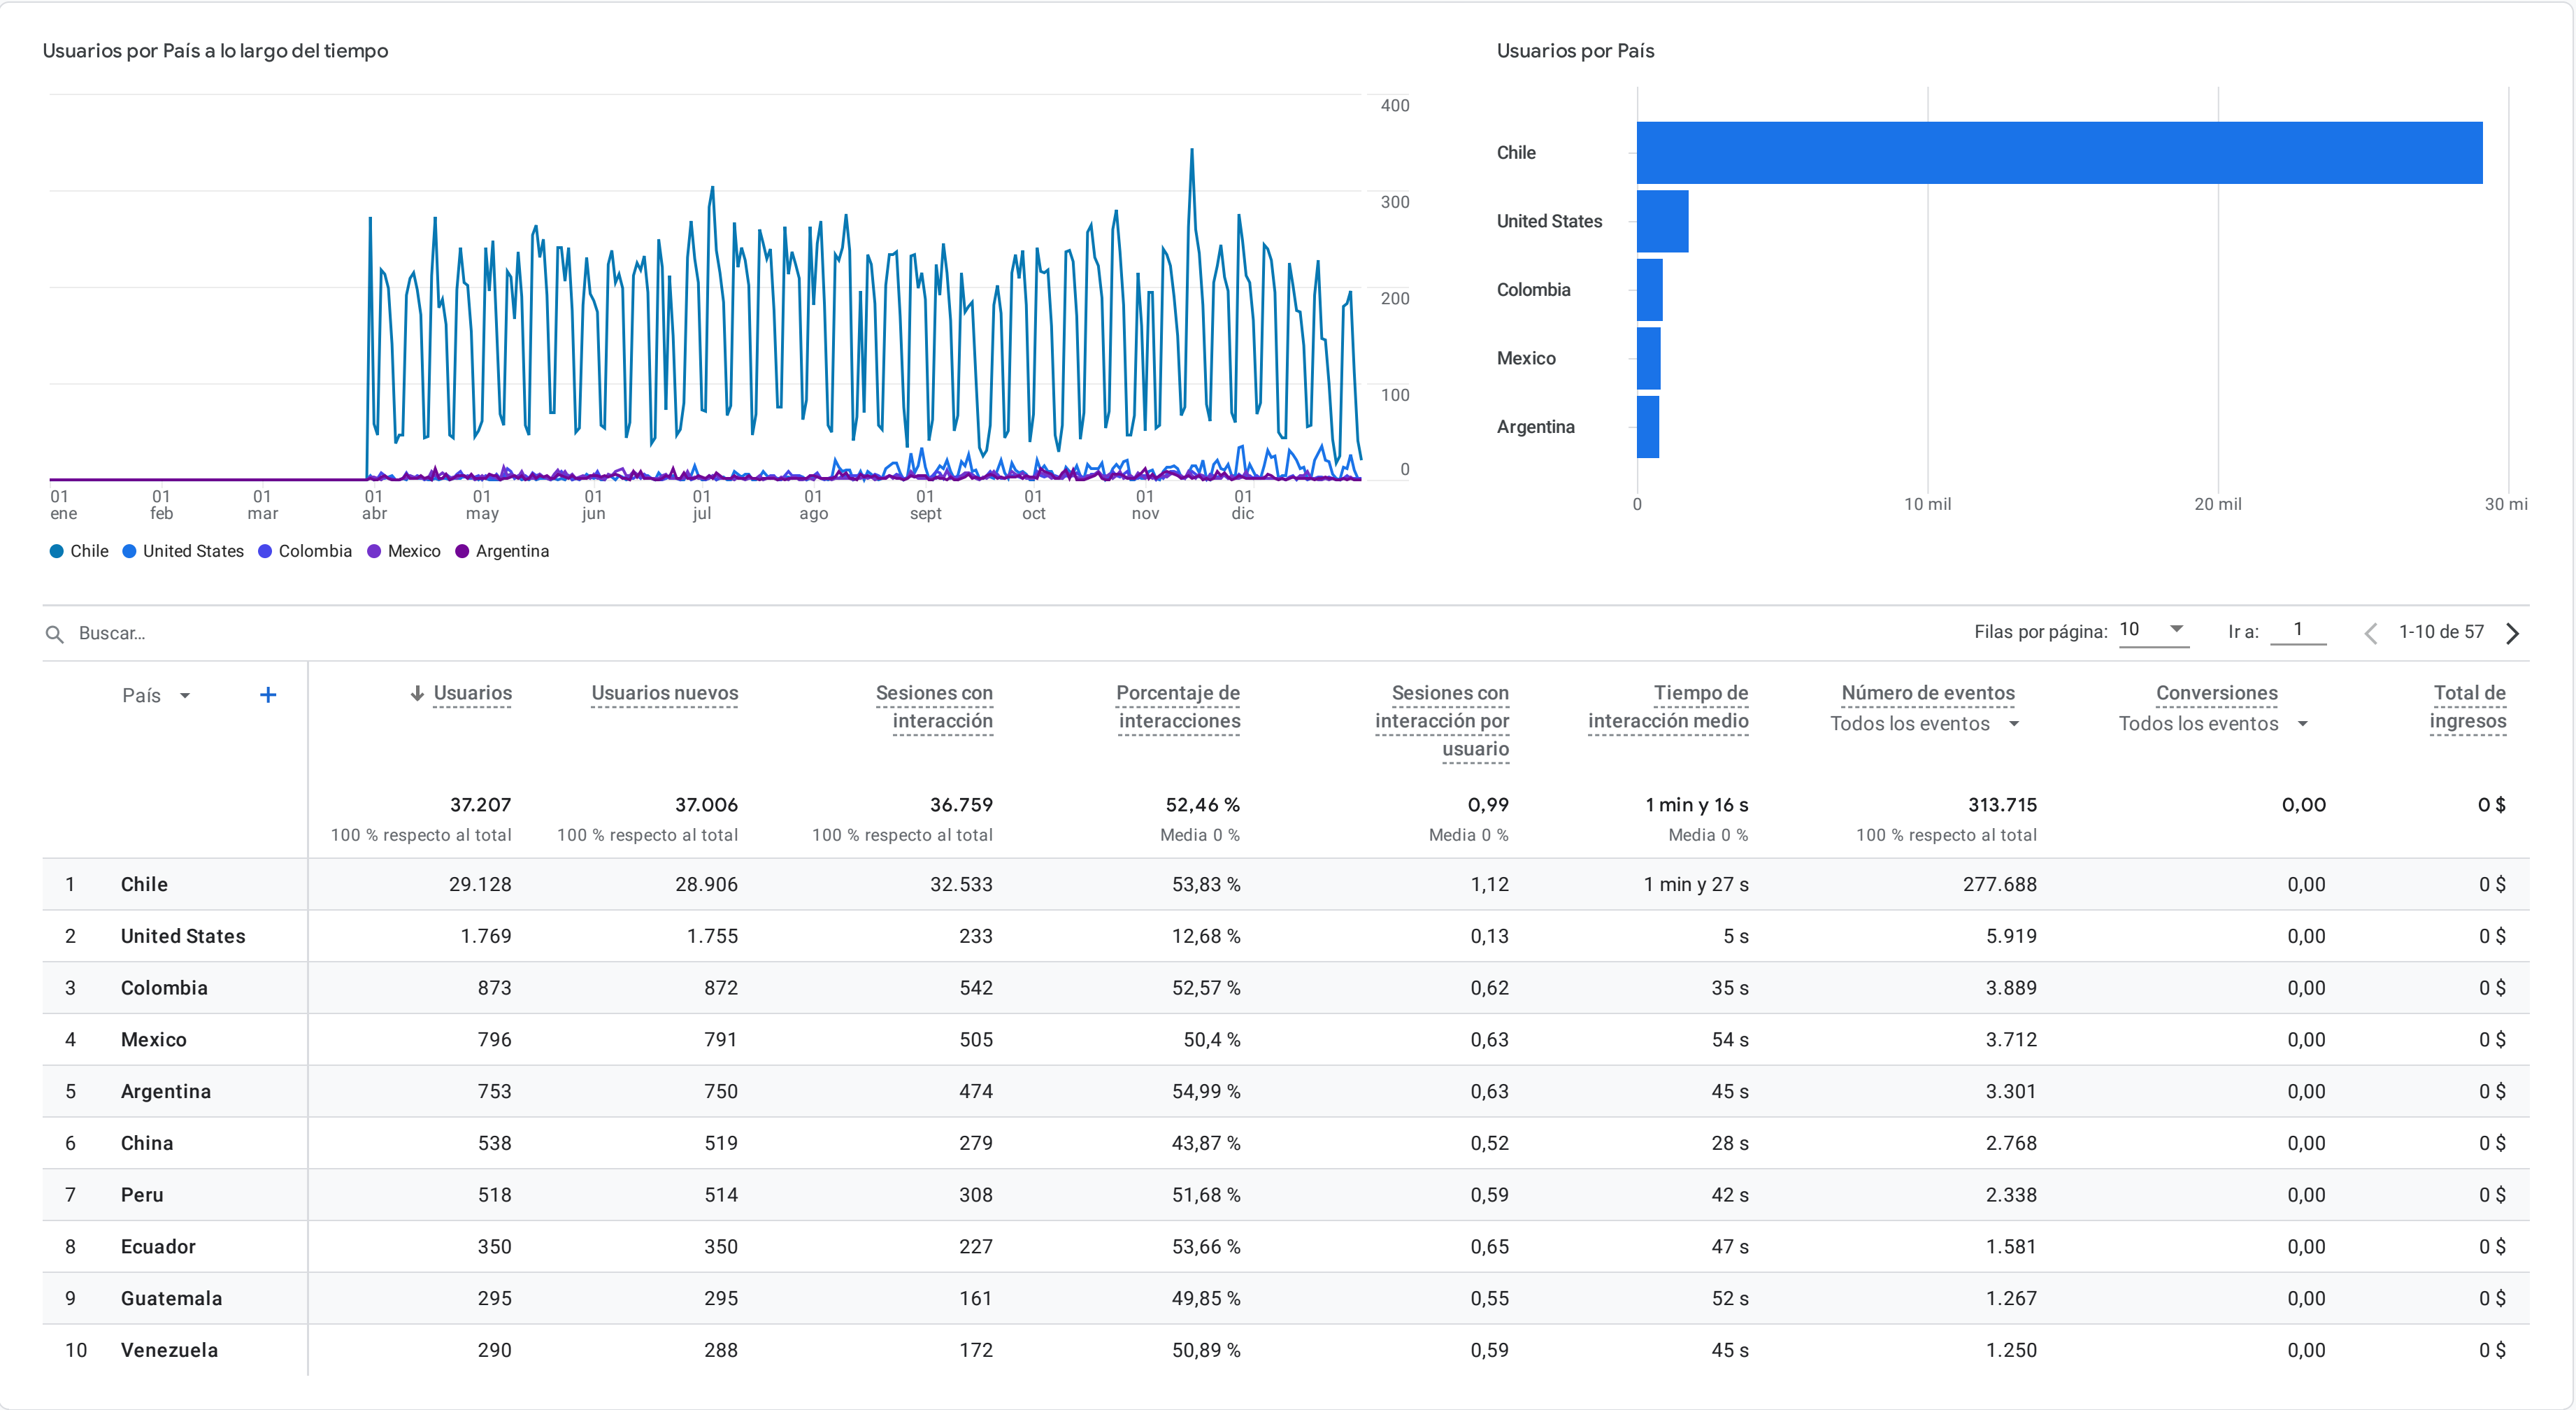 Usuarios por País a lo largo del tiempo
400
300
200
100
0
01 ene
01 feb
01 mar
01 abr
01 may
01 jun
01 jul
01 ago
01 sept
01 oct
01 nov
01 dic
Chile United States Colombia Mexico Argentina
Usuarios por País
Chile
United States
Colombia
Mexico
Argentina
0 10 mil 20 mil 30 mi
Buscar...
Filas por página: 10 Ir a: 1 1-10 de 57
País + Usuarios Usuarios nuevos Sesiones con interacción Porcentaje de interacciones Sesiones con interacción por usuario Tiempo de interacción medio Número de eventos Todos los eventos Conversiones Todos los eventos Total de ingresos
37.207 37.006 36.759 52,46 % 0,99 1 min y 16 s 313.715 0,00 0 $
100 % respecto al total 100 % respecto al total 100 % respecto al total Media 0 % Media 0 % Media 0 % 100 % respecto al total
1 Chile 29.128 28.906 32.533 53,83 % 1,12 1 min y 27 s 277.688 0,00 0 $
2 United States 1.769 1.755 233 12,68 % 0,13 5 s 5.919 0,00 0 $
3 Colombia 873 872 542 52,57 % 0,62 35 s 3.889 0,00 0 $
4 Mexico 796 791 505 50,4 % 0,63 54 s 3.712 0,00 0 $
5 Argentina 753 750 474 54,99 % 0,63 45 s 3.301 0,00 0 $
6 China 538 519 279 43,87 % 0,52 28 s 2.768 0,00 0 $
7 Peru 518 514 308 51,68 % 0,59 42 s 2.338 0,00 0 $
8 Ecuador 350 350 227 53,66 % 0,65 47 s 1.581 0,00 0 $
9 Guatemala 295 295 161 49,85 % 0,55 52 s 1.267 0,00 0 $
10 Venezuela 290 288 172 50,89 % 0,59 45 s 1.250 0,00 0 $